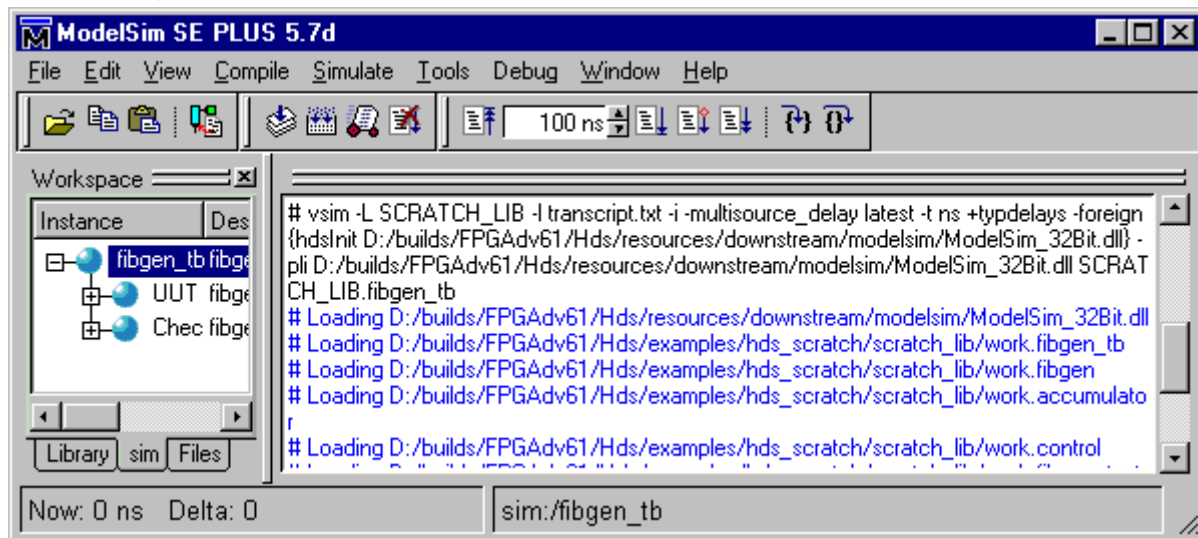 ModelSim SE PLUS 5.7d
File Edit View Compile Simulate Tools Debug Window Help
100 ns
Workspace
Instance Des
fibgen_tb fibge
UUT fibge
Chec fibge
Library sim Files
# vsim -L SCRATCH_LIB -l transcript.txt -i -multisource_delay latest -t ns +typdelays -foreign
{hdsInit D:/builds/FPGAdv61/Hds/resources/downstream/modelsim/ModelSim_32Bit.dll} -
pli D:/builds/FPGAdv61/Hds/resources/downstream/modelsim/ModelSim_32Bit.dll SCRAT
CH_LIB.fibgen_tb
# Loading D:/builds/FPGAdv61/Hds/resources/downstream/modelsim/ModelSim_32Bit.dll
# Loading D:/builds/FPGAdv61/Hds/examples/hds_scratch/scratch_lib/work.fibgen_tb
# Loading D:/builds/FPGAdv61/Hds/examples/hds_scratch/scratch_lib/work.fibgen
# Loading D:/builds/FPGAdv61/Hds/examples/hds_scratch/scratch_lib/work.accumulato
r
# Loading D:/builds/FPGAdv61/Hds/examples/hds_scratch/scratch_lib/work.control
Now: 0 ns Delta: 0
sim:/fibgen_tb